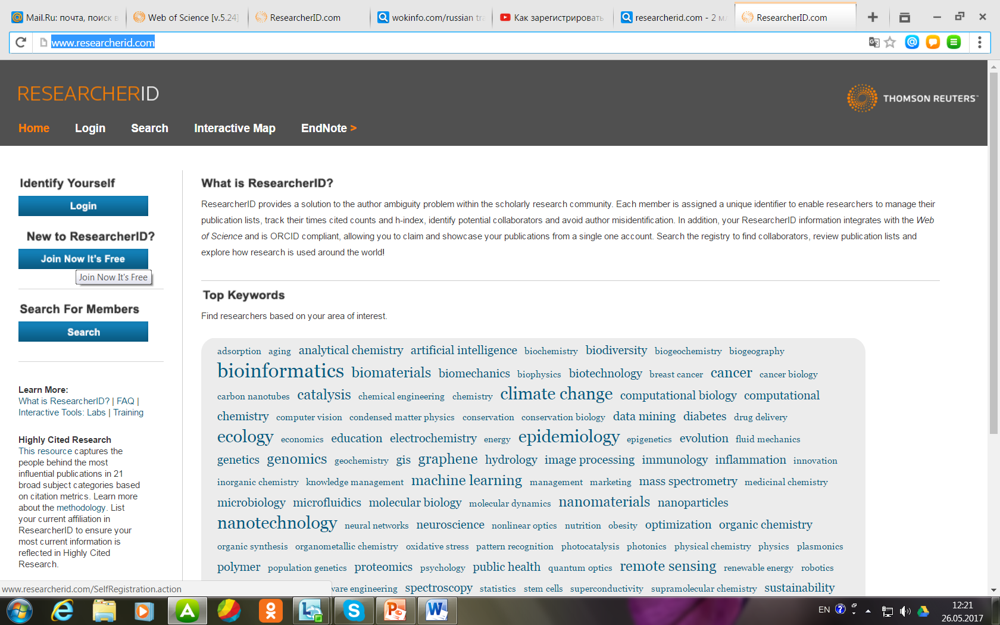 Mail.Ru: почта, поиск в
Web of Science [v.5.24]
ResearcherID.com
wokinfo.com/russian tra
Как зарегистрировать
researcherid.com - 2 мл
ResearcherID.com
www.researcherid.com
RESEARCHERID
THOMSON REUTERS™
Home Login Search Interactive Map EndNote >
Identify Yourself
Login
New to ResearcherID?
Join Now It's Free
Join Now It's Free
Search For Members
Search
Learn More:
What is ResearcherID? | FAQ |
Interactive Tools: Labs | Training
Highly Cited Research
This resource captures the
people behind the most
influential publications in 21
broad subject categories based
on citation metrics. Learn more
about the methodology. List
your current affiliation in
ResearcherID to ensure your
most current information is
reflected in Highly Cited
Research.
What is ResearcherID?
ResearcherID provides a solution to the author ambiguity problem within the scholarly research community. Each member is assigned a unique identifier to enable researchers to manage their
publication lists, track their times cited counts and h-index, identify potential collaborators and avoid author misidentification. In addition, your ResearcherID information integrates with the Web
of Science and is ORCID compliant, allowing you to claim and showcase your publications from a single one account. Search the registry to find collaborators, review publication lists and
explore how research is used around the world!
Top Keywords
Find researchers based on your area of interest.
adsorption aging analytical chemistry artificial intelligence biochemistry biodiversity biogeochemistry biogeography
bioinformatics biomaterials biomechanics biophysics biotechnology breast cancer cancer cancer biology
carbon nanotubes catalysis chemical engineering chemistry climate change computational biology computational
chemistry computer vision condensed matter physics conservation conservation biology data mining diabetes drug delivery
ecology economics education electrochemistry energy epidemiology epigenetics evolution fluid mechanics
genetics genomics geochemistry gis graphene hydrology image processing immunology inflammation innovation
inorganic chemistry knowledge management machine learning management marketing mass spectrometry medicinal chemistry
microbiology microfluidics molecular biology molecular dynamics nanomaterials nanoparticles
nanotechnology neural networks neuroscience nonlinear optics nutrition obesity optimization organic chemistry
organic synthesis organometallic chemistry oxidative stress pattern recognition photocatalysis photonics physical chemistry physics plasmonics
polymer population genetics proteomics psychology public health quantum optics remote sensing renewable energy robotics
ware engineering spectroscopy statistics stem cells superconductivity supramolecular chemistry sustainability
www.researcherid.com/SelfRegistration.action
EN
12:21
26.05.2017